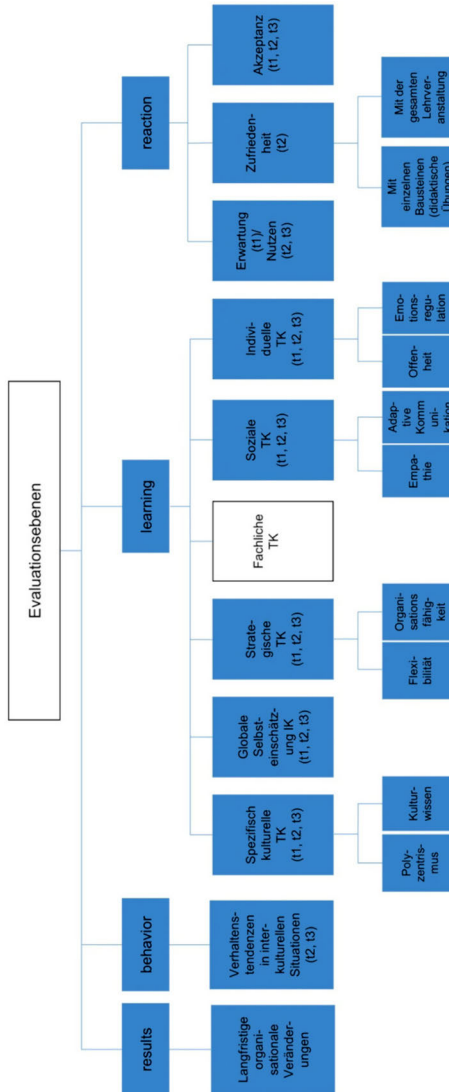 Evaluationsebenen
results
behavior
learning
reaction
Langfristige
organi-
sationale
Veränder-
ungen
Verhaltens-
tendenzen
in inter-
kulturellen
Situationen
(t2, t3)
Spezifisch
kulturelle
TK
(t1, t2, t3)
Globale
Selbst-
einschätz-
ung IK
(t1, t2, t3)
Strate-
gische
TK
(t1, t2, t3)
Fachliche
TK
Soziale
TK
(t1, t2, t3)
Indivi-
duelle
TK
(t1, t2, t3)
Erwartung
(t1)/
Nutzen
(t2, t3)
Zufrieden-
heit
(t2)
Akzeptanz
(t1, t2, t3)
Poly-
zentris-
mus
Kultur-
wissen
Flexi-
bilität
Organi-
sations
fähig-
keit
Empa-
thie
Adap-
tive
Komm
uni-
kation
Offen-
heit
Emoti-
onsregu-
lation
Mit
einzelnen
Bausteinen
(didaktische
Übungen)
Mit der
gesamten
Lehrver-
anstaltung